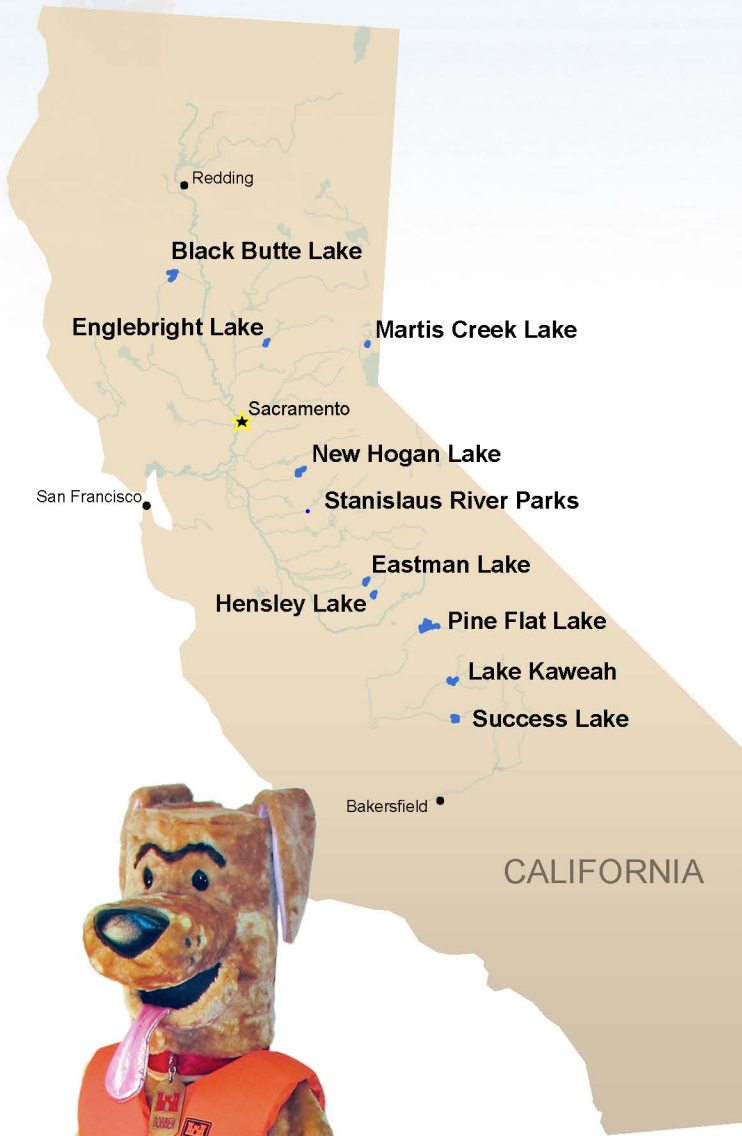 Redding
Black Butte Lake
Englebright Lake
Martis Creek Lake
Sacramento
New Hogan Lake
San Francisco
Stanislaus River Parks
Eastman Lake
Hensley Lake
Pine Flat Lake
Lake Kaweah
Success Lake
Bakersfield
CALIFORNIA
BOBBER